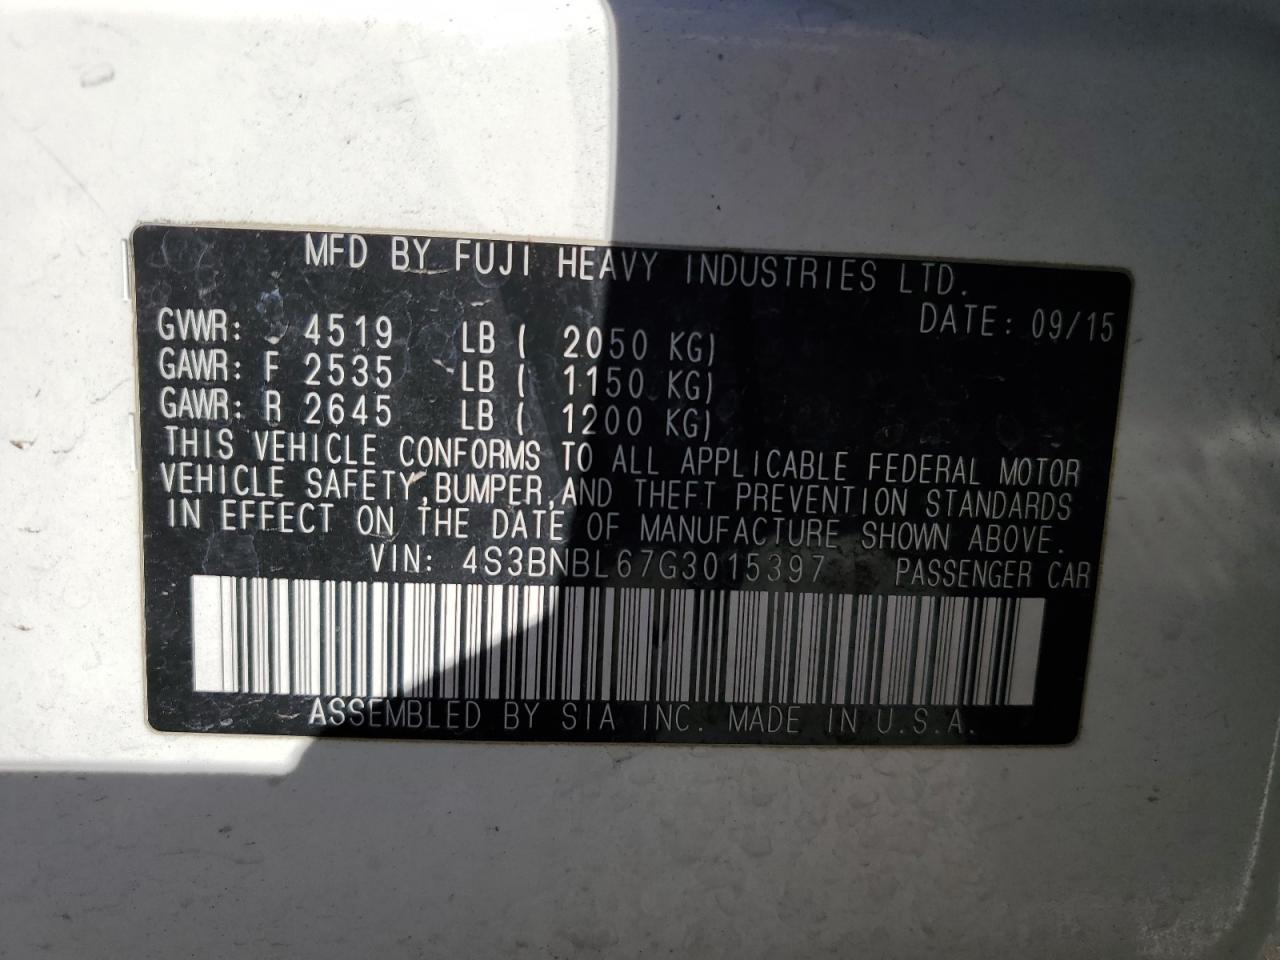 MFD BY FUJI HEAVY INDUSTRIES LTD.
DATE: 09/15
GVWR: 4519 LB ( 2050 KG)
GAWR: F 2535 LB ( 1150 KG)
GAWR: R 2645 LB ( 1200 KG)
THIS VEHICLE CONFORMS TO ALL APPLICABLE FEDERAL MOTOR
VEHICLE SAFETY,BUMPER,AND THEFT PREVENTION STANDARDS
IN EFFECT ON THE DATE OF MANUFACTURE SHOWN ABOVE.
VIN: 4S3BNBL67G3015397 PASSENGER CAR
ASSEMBLED BY SIA INC. MADE IN U.S.A.